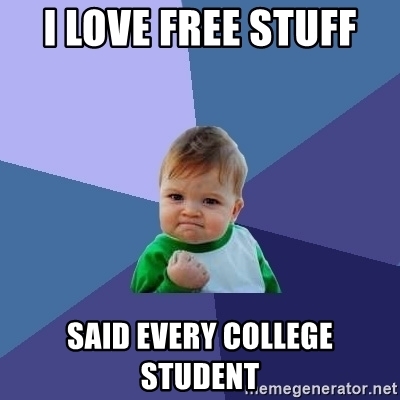 I LOVE FREE STUFF
SAID EVERY COLLEGE
STUDENT
memegenerator.net